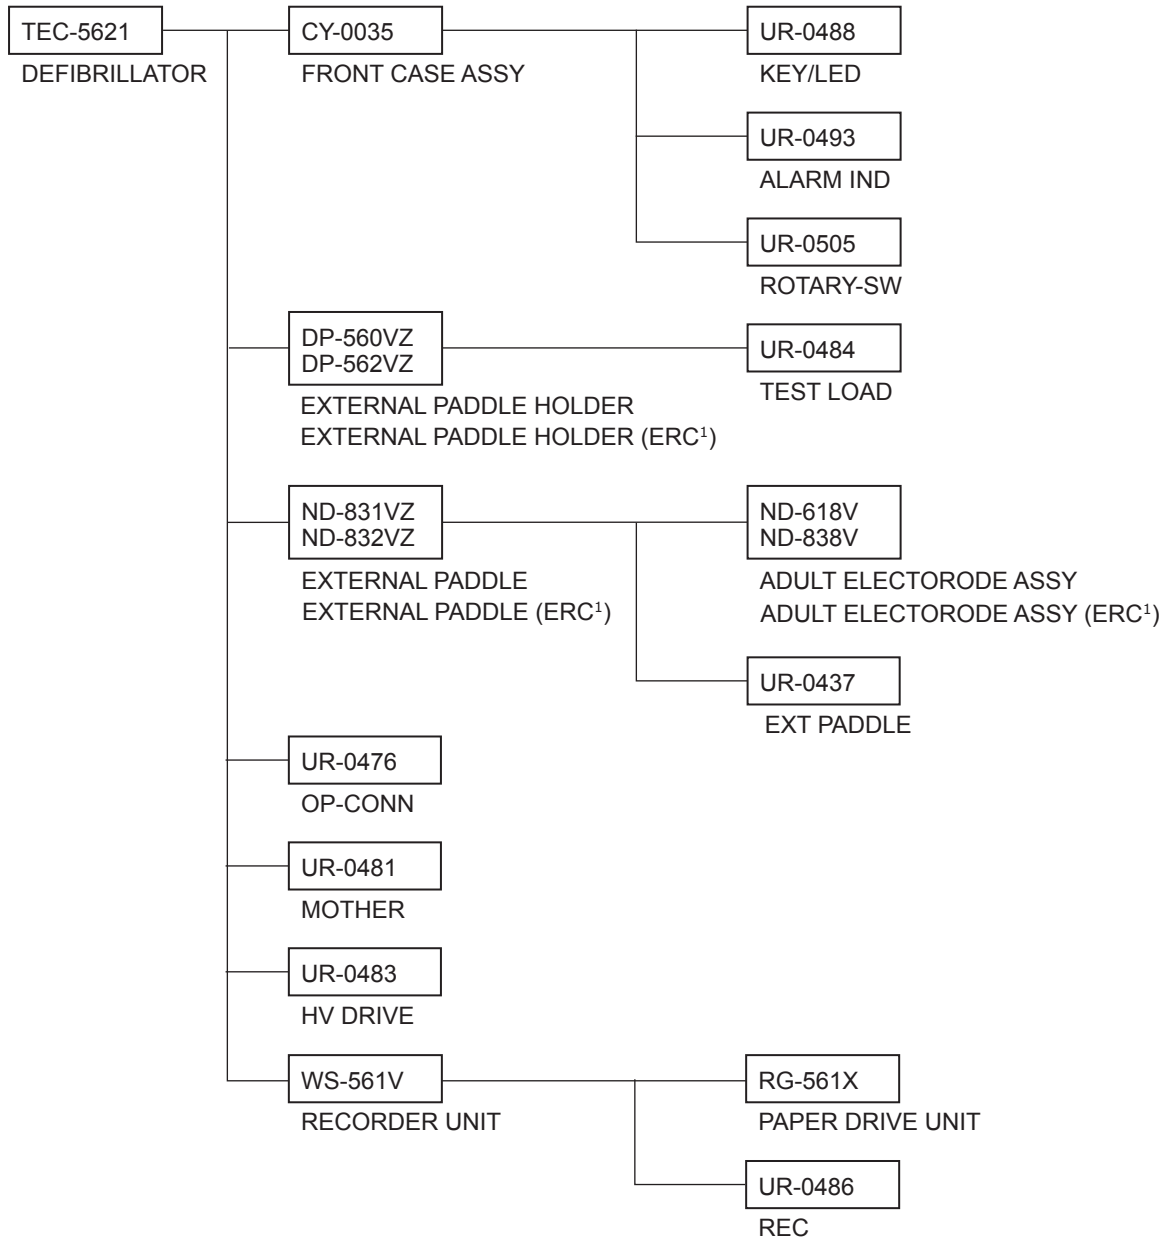 TEC-5621
DEFIBRILLATOR
CY-0035
FRONT CASE ASSY
UR-0488
KEY/LED
UR-0493
ALARM IND
UR-0505
ROTARY-SW
DP-560VZ
DP-562VZ
EXTERNAL PADDLE HOLDER
EXTERNAL PADDLE HOLDER (ERC¹)
UR-0484
TEST LOAD
ND-831VZ
ND-832VZ
EXTERNAL PADDLE
EXTERNAL PADDLE (ERC¹)
ND-618V
ND-838V
ADULT ELECTORODE ASSY
ADULT ELECTORODE ASSY (ERC¹)
UR-0437
EXT PADDLE
UR-0476
OP-CONN
UR-0481
MOTHER
UR-0483
HV DRIVE
WS-561V
RECORDER UNIT
RG-561X
PAPER DRIVE UNIT
UR-0486
REC